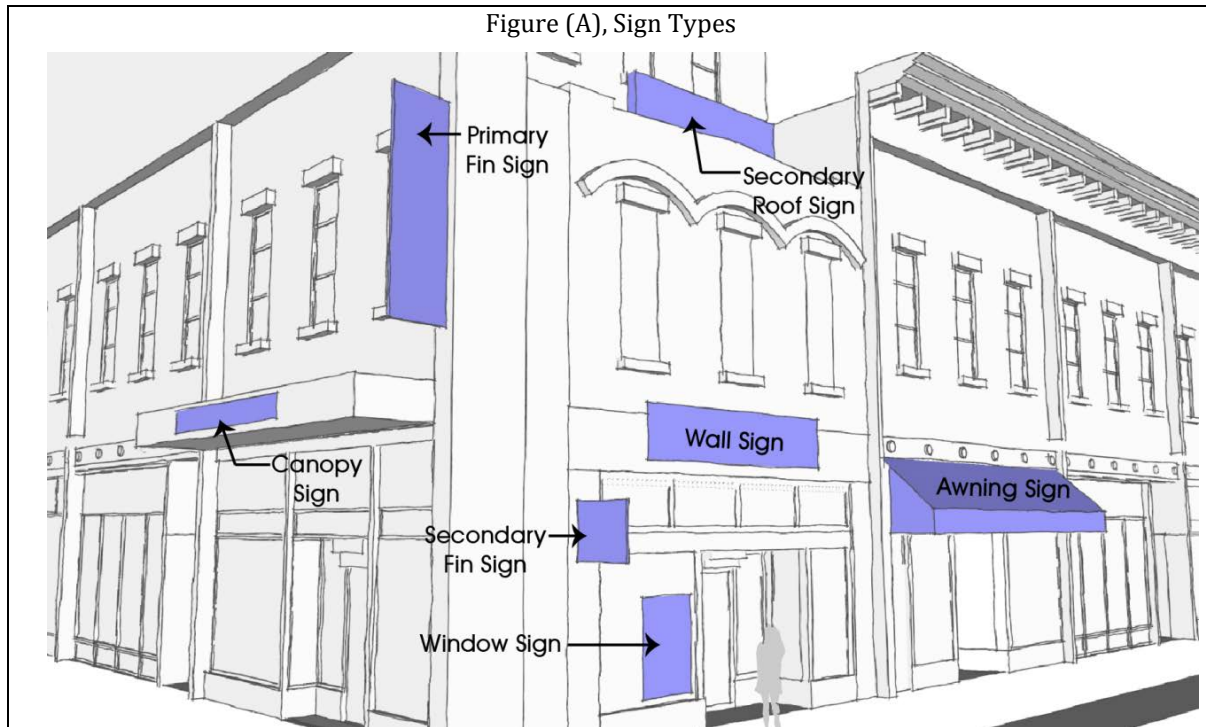 Figure (A), Sign Types
Primary
Fin Sign
Secondary
Roof Sign
Wall Sign
Canopy
Sign
Awning Sign
Secondary
Fin Sign
Window Sign